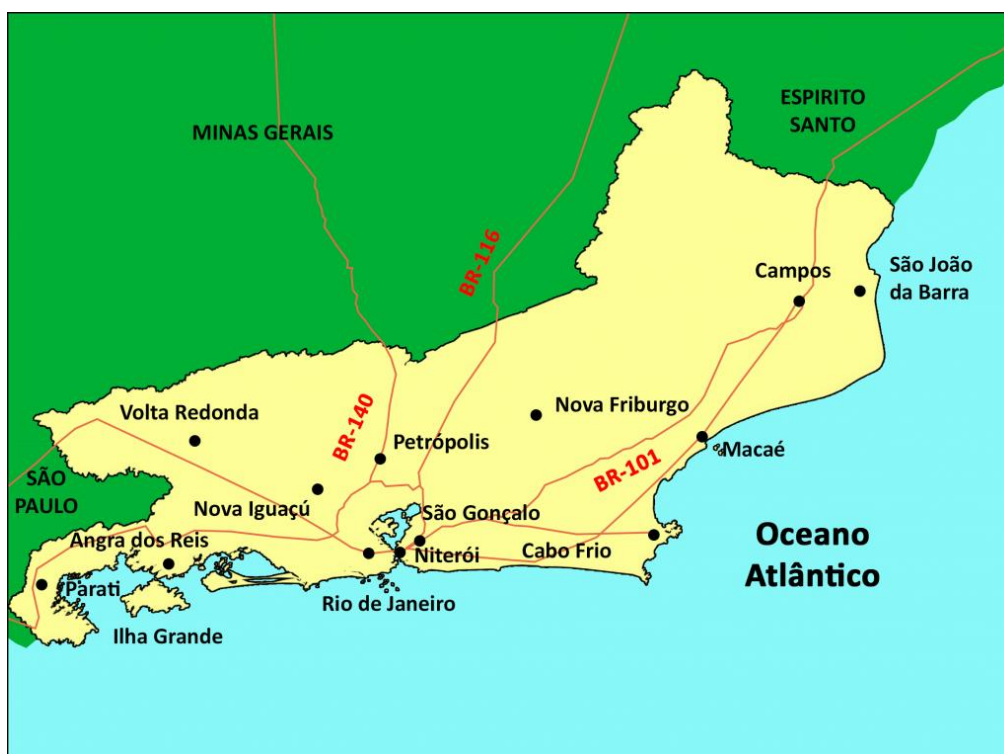 ESPIRITO
SANTO
MINAS GERAIS
BR-116
Campos
São João
da Barra
Volta Redonda
BR-140
Nova Friburgo
Petrópolis
Macaé
BR-101
SÃO
PAULO
Nova Iguaçú
São Gonçalo
Angra dos Reis
Niterói
Cabo Frio
Oceano
Atlântico
Parati
Rio de Janeiro
Ilha Grande